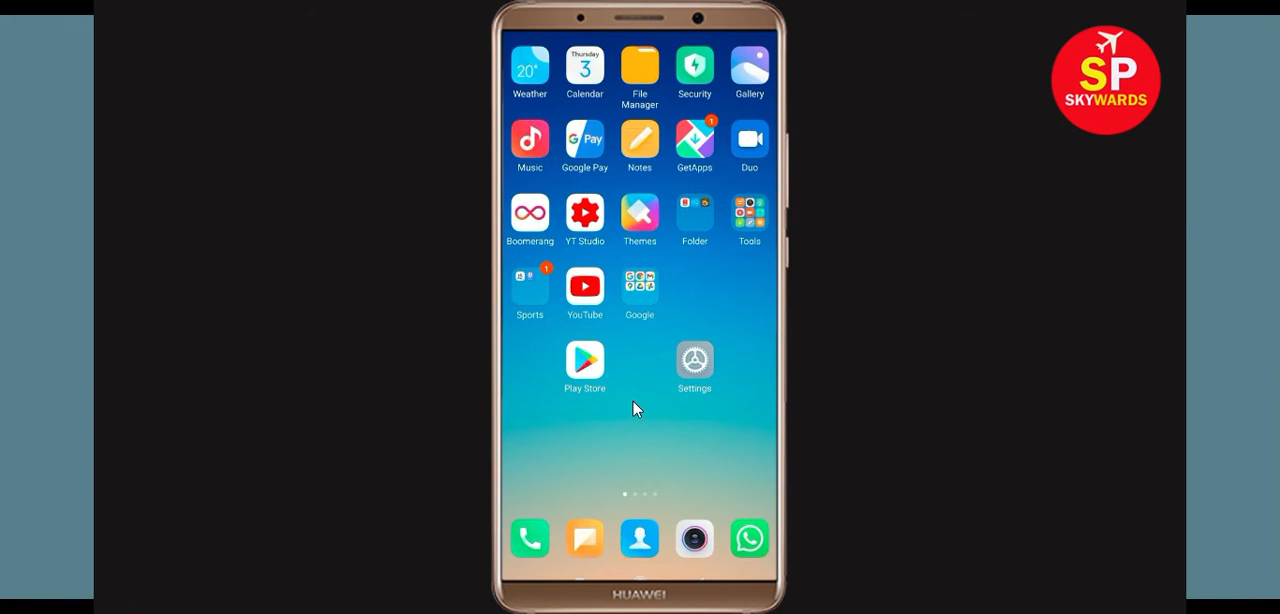 SP
SKYWARDS
20°
Thursday
3
Weather
Calendar
File
Manager
Security
Gallery
G Pay
1
Music
Google Pay
Notes
GetApps
Duo
Boomerang
YT Studio
Themes
Folder
Tools
1
Sports
YouTube
Google
Play Store
Settings
HUAWEI